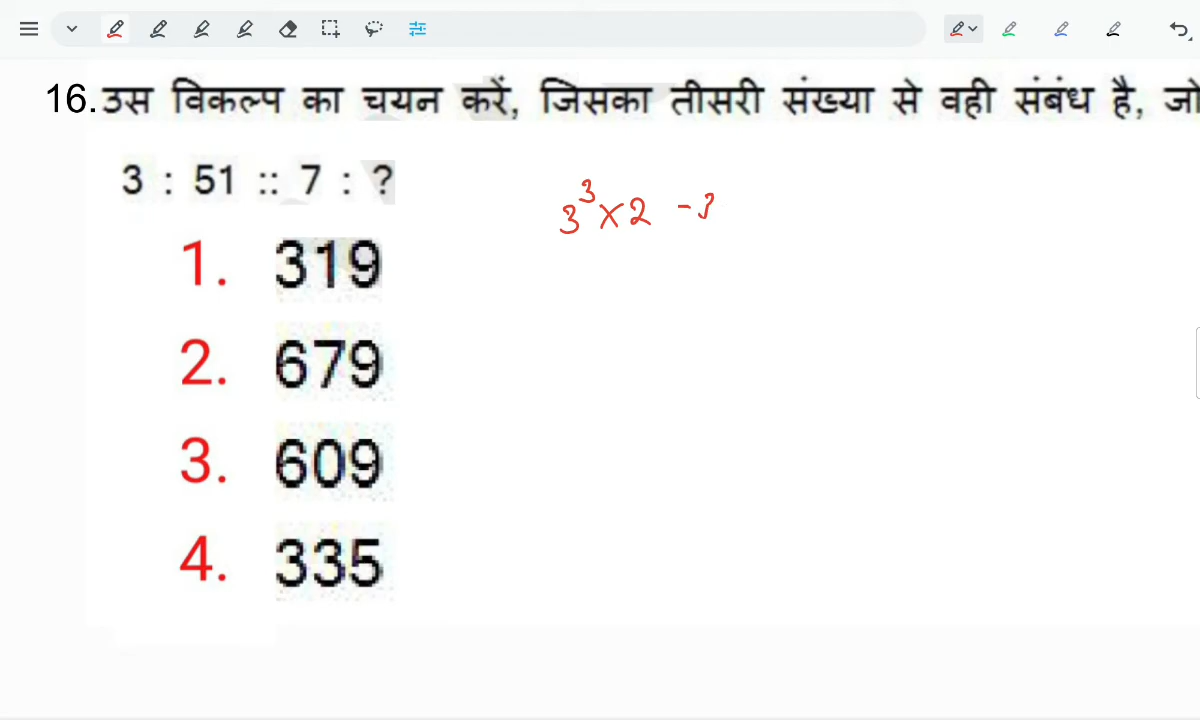 16. उस विकल्प का चयन करें, जिसका तीसरी संख्या से वही संबंध है, जो
3 : 51 :: 7 : ?
3³ × 2 - 3
1. 319
2. 679
3. 609
4. 335